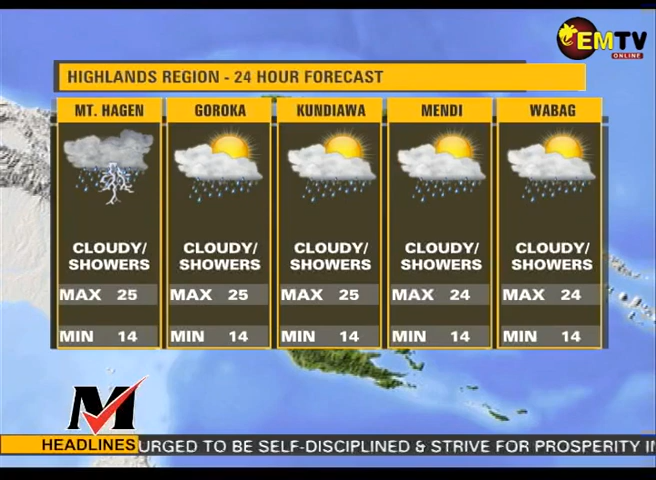 EMTV
ONLINE
HIGHLANDS REGION - 24 HOUR FORECAST
MT. HAGEN
CLOUDY/
SHOWERS
MAX 25
MIN 14
GOROKA
CLOUDY/
SHOWERS
MAX 25
MIN 14
KUNDIAWA
CLOUDY/
SHOWERS
MAX 25
MIN 14
MENDI
CLOUDY/
SHOWERS
MAX 24
MIN 14
WABAG
CLOUDY/
SHOWERS
MAX 24
MIN 14
M
HEADLINES URGED TO BE SELF-DISCIPLINED & STRIVE FOR PROSPERITY IN